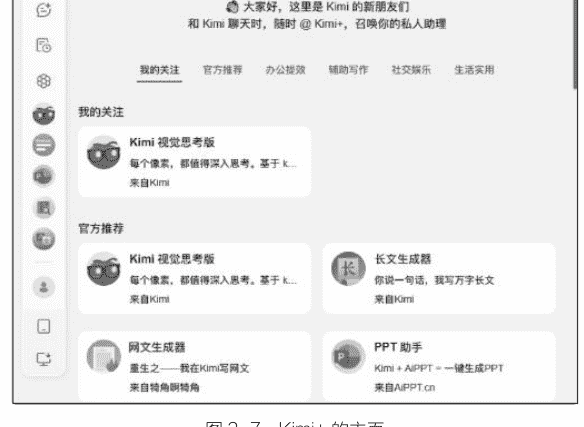 大家好，这里是 Kimi 的新朋友们
和 Kimi 聊天时，随时 @ Kimi+，召唤你的私人助理
我的关注 官方推荐 办公提效 辅助写作 社交娱乐 生活实用
我的关注
Kimi 视觉思考版
每个像素，都值得深入思考。基于 k...
来自Kimi
官方推荐
Kimi 视觉思考版
每个像素，都值得深入思考。基于 k...
来自Kimi
长
长文生成器
你说一句话，我写万字长文
来自Kimi
网文生成器
重生之——我在Kimi写网文
来自犄角啊犄角
P
PPT 助手
Kimi + AiPPT = 一键生成PPT
来自AiPPT.cn
图 2-7 Kimi+ 的主页